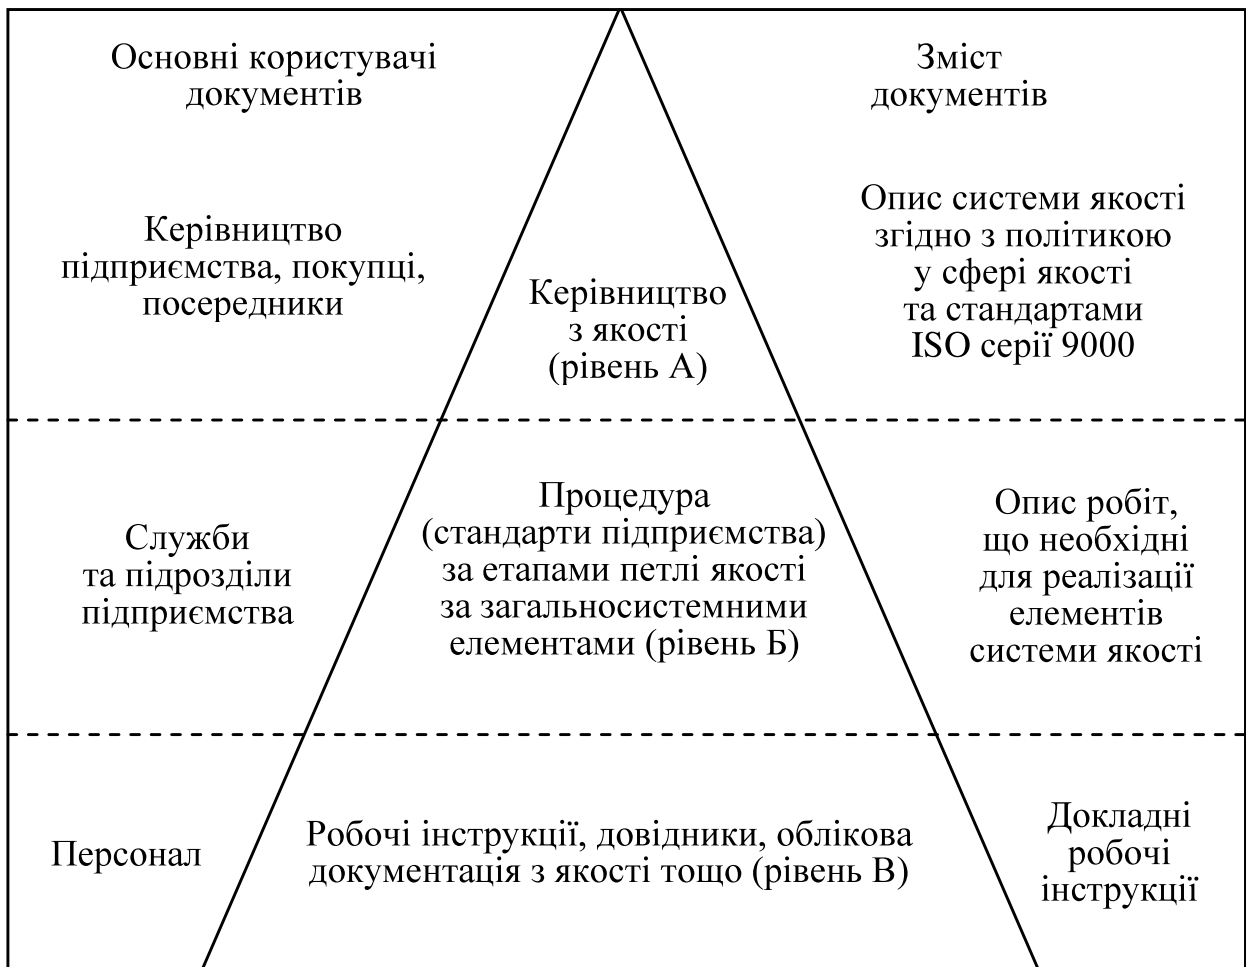 Основні користувачі
документів
Зміст
документів
Керівництво
підприємства, покупці,
посередники
Керівництво
з якості
(рівень А)
Опис системи якості
згідно з політикою
у сфері якості
та стандартами
ISO серії 9000
Служби
та підрозділи
підприємства
Процедура
(стандарти підприємства)
за етапами петлі якості
за загальносистемними
елементами (рівень Б)
Опис робіт,
що необхідні
для реалізації
елементів
системи якості
Персонал
Робочі інструкції, довідники, облікова
документація з якості тощо (рівень В)
Докладні
робочі
інструкції